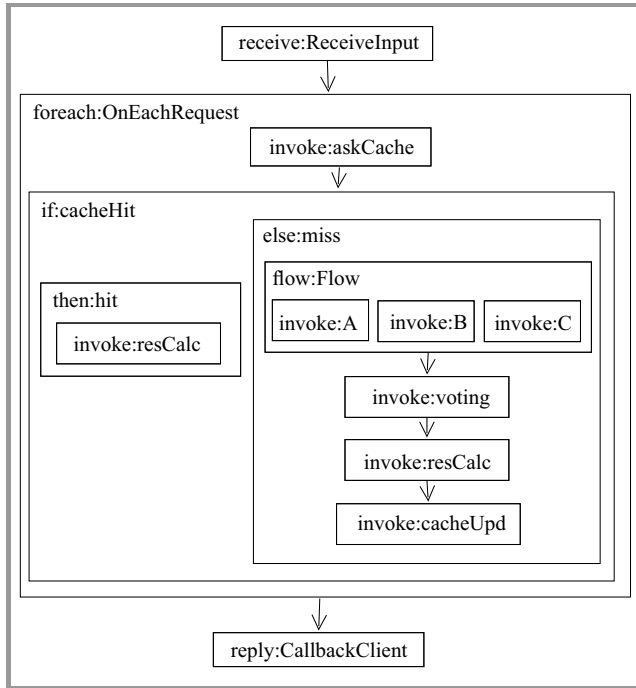 receive:ReceiveInput
foreach:OnEachRequest
invoke:askCache
if:cacheHit
else:miss
flow:Flow
then:hit
invoke:A
invoke:B
invoke:C
invoke:resCalc
invoke:voting
invoke:resCalc
invoke:cacheUpd
reply:CallbackClient